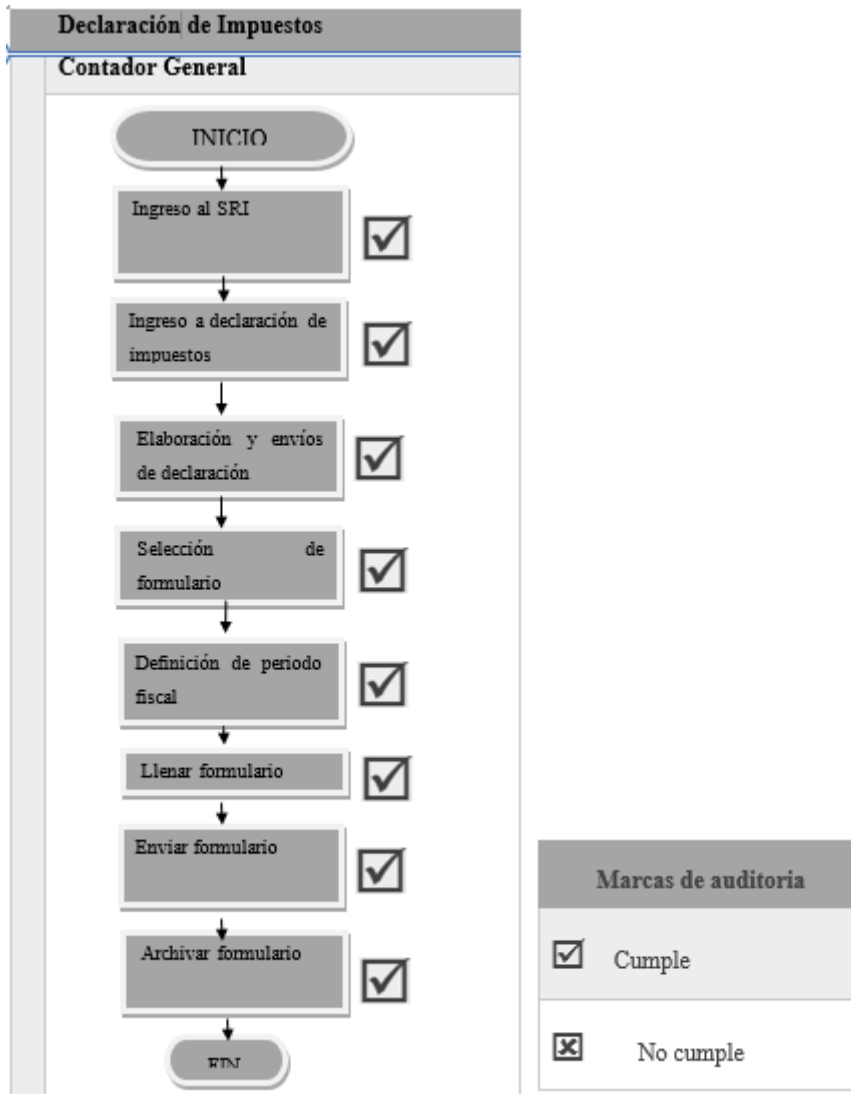 Declaración de Impuestos
Contador General
INICIO
Ingreso al SRI
Ingreso a declaración de
impuestos
Elaboración y envíos
de declaración
Selección de
formulario
Definición de periodo
fiscal
Llenar formulario
Enviar formulario
Archivar formulario
FIN
Marcas de auditoria
Cumple
No cumple